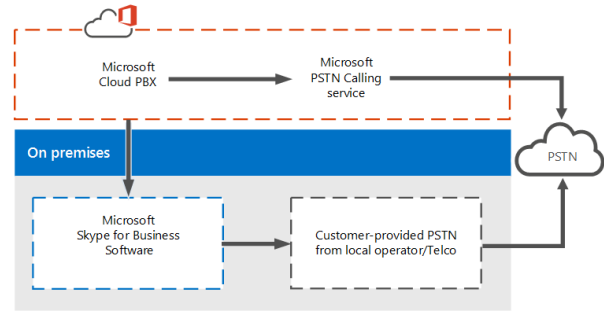 Microsoft
Cloud PBX
Microsoft
PSTN Calling
service
PSTN
On premises
Microsoft
Skype for Business
Software
Customer-provided PSTN
from local operator/Telco